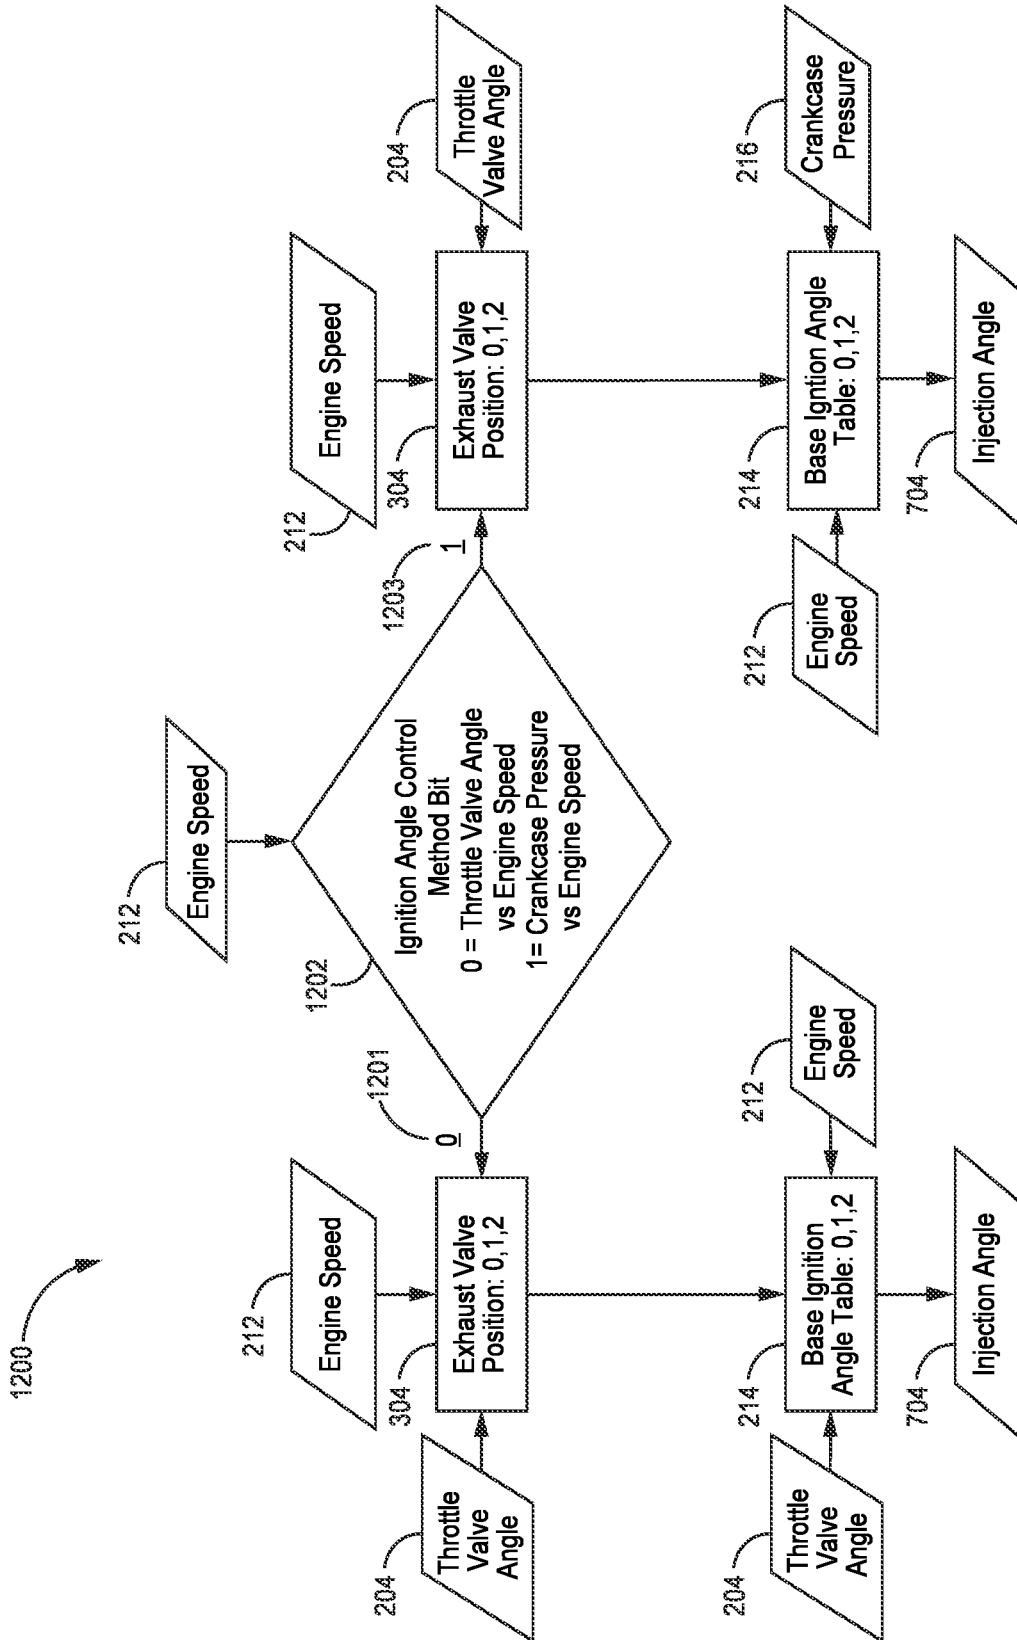 1200
212
Engine Speed
1202
Ignition Angle Control
Method Bit
0 = Throttle Valve Angle
vs Engine Speed
1= Crankcase Pressure
vs Engine Speed
1201
0
1203
1
212
Engine Speed
204
Throttle
Valve
Angle
304
Exhaust Valve
Position: 0,1,2
204
Throttle
Valve
Angle
214
Base Ignition
Angle Table: 0,1,2
212
Engine
Speed
704
Injection Angle
212
Engine Speed
304
Exhaust Valve
Position: 0,1,2
204
Throttle
Valve Angle
212
Engine
Speed
214
Base Igntion Angle
Table: 0,1,2
216
Crankcase
Pressure
704
Injection Angle